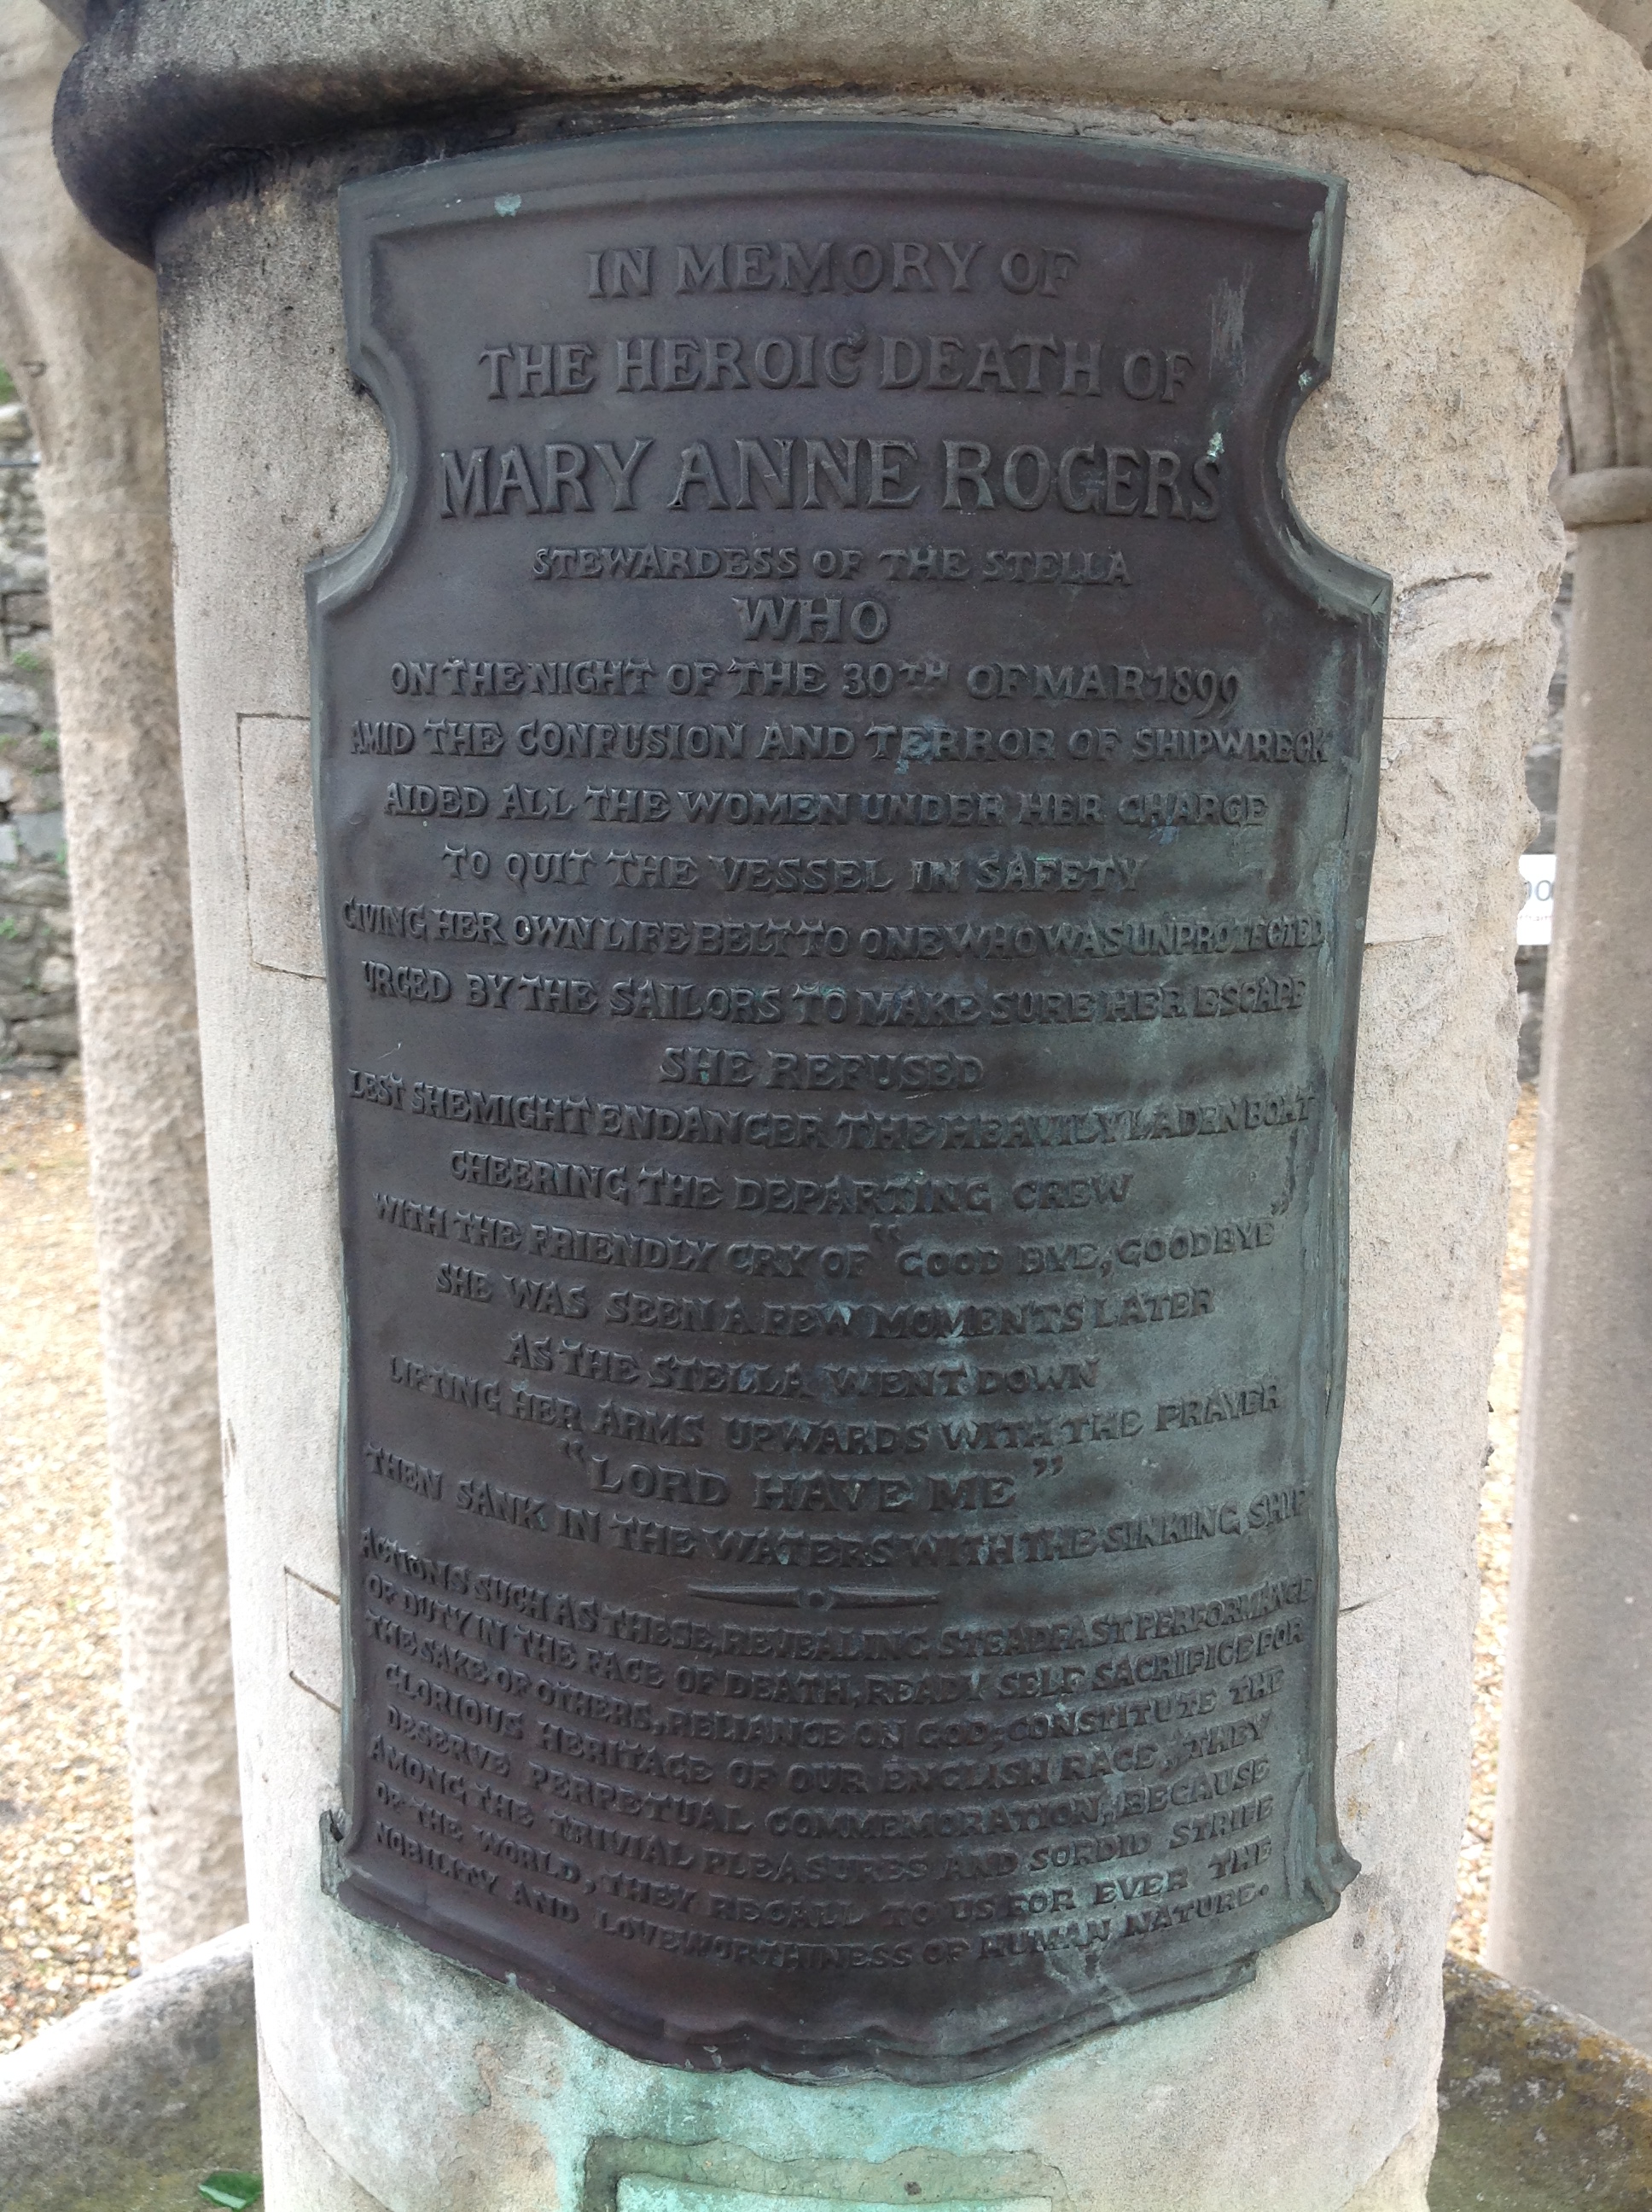 IN MEMORY OF
THE HEROIC DEATH OF
MARY ANNE ROGERS
STEWARDESS OF THE STELLA
WHO
ON THE NIGHT OF THE 30TH OF MAR 1899
AMID THE CONFUSION AND TERROR OF SHIPWRECK
AIDED ALL THE WOMEN UNDER HER CHARGE
TO QUIT THE VESSEL IN SAFETY
GIVING HER OWN LIFE BELT TO ONE WHO WAS UNPROTECTED
URGED BY THE SAILORS TO MAKE SURE HER ESCAPE
SHE REFUSED
LEST SHE MIGHT ENDANGER THE HEAVILY LADEN BOAT
CHEERING THE DEPARTING CREW
WITH THE FRIENDLY CRY OF "GOOD BYE, GOOD BYE"
SHE WAS SEEN A FEW MOMENTS LATER
AS THE STELLA WENT DOWN
LIFTING HER ARMS UPWARDS WITH THE PRAYER
"LORD HAVE ME"
THEN SANK IN THE WATERS WITH THE SINKING SHIP
ACTIONS SUCH AS THESE, REVEALING STEADFAST PERFORMANCE
OF DUTY IN THE FACE OF DEATH, READY SELF SACRIFICE FOR
THE SAKE OF OTHERS, RELIANCE ON GOD, CONSTITUTE THE
GLORIOUS HERITAGE OF OUR ENGLISH RACE, THEY
DESERVE PERPETUAL COMMEMORATION, BECAUSE
AMONG THE TRIVIAL PLEASURES AND SORDID STRIFE
OF THE WORLD, THEY RECALL TO US FOR EVER THE
NOBILITY AND LOVEWORTHINESS OF HUMAN NATURE.